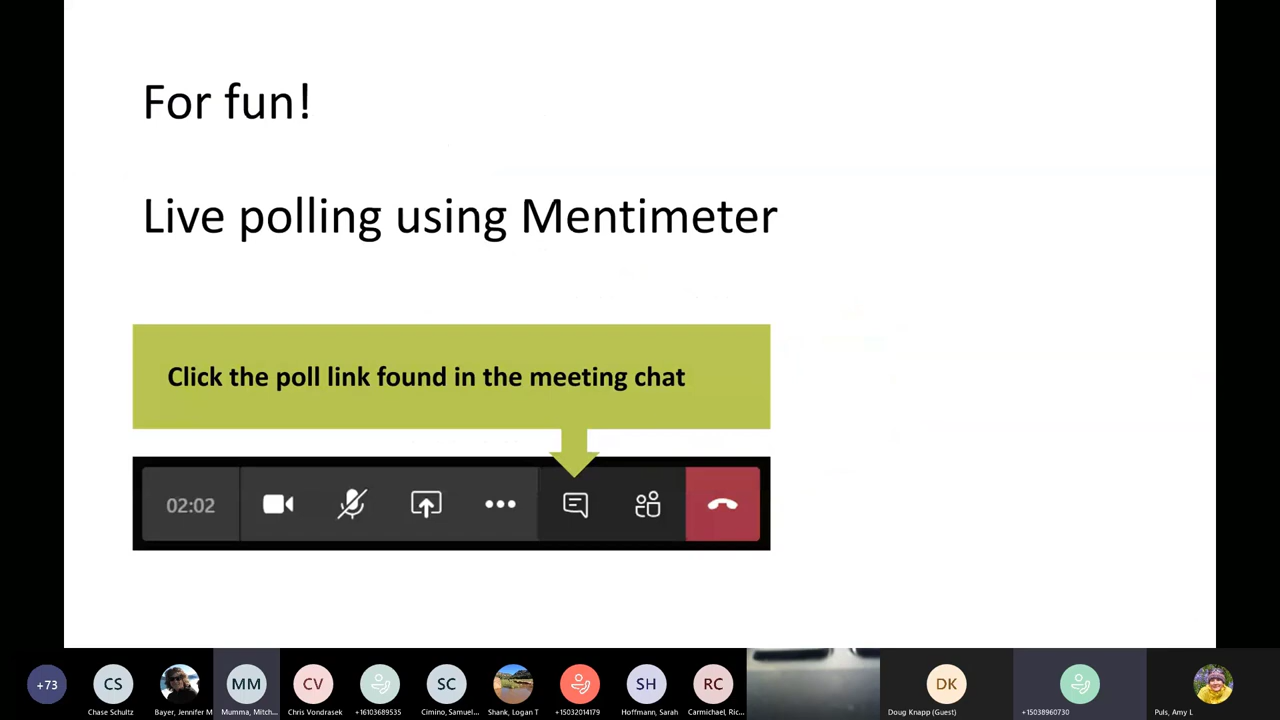 For fun!
Live polling using Mentimeter
Click the poll link found in the meeting chat
02:02
+73
CS
MM
CV
SC
SH
RC
DK
Chase Schultz
Bayer, Jennifer M
Mumma, Mitch...
Chris Vondrasek
+16103689535
Cimino, Samuel...
Shank, Logan T
+15032014179
Hoffmann, Sarah
Carmichael, Ric...
Doug Knapp (Guest)
+15038960730
Puls, Amy L